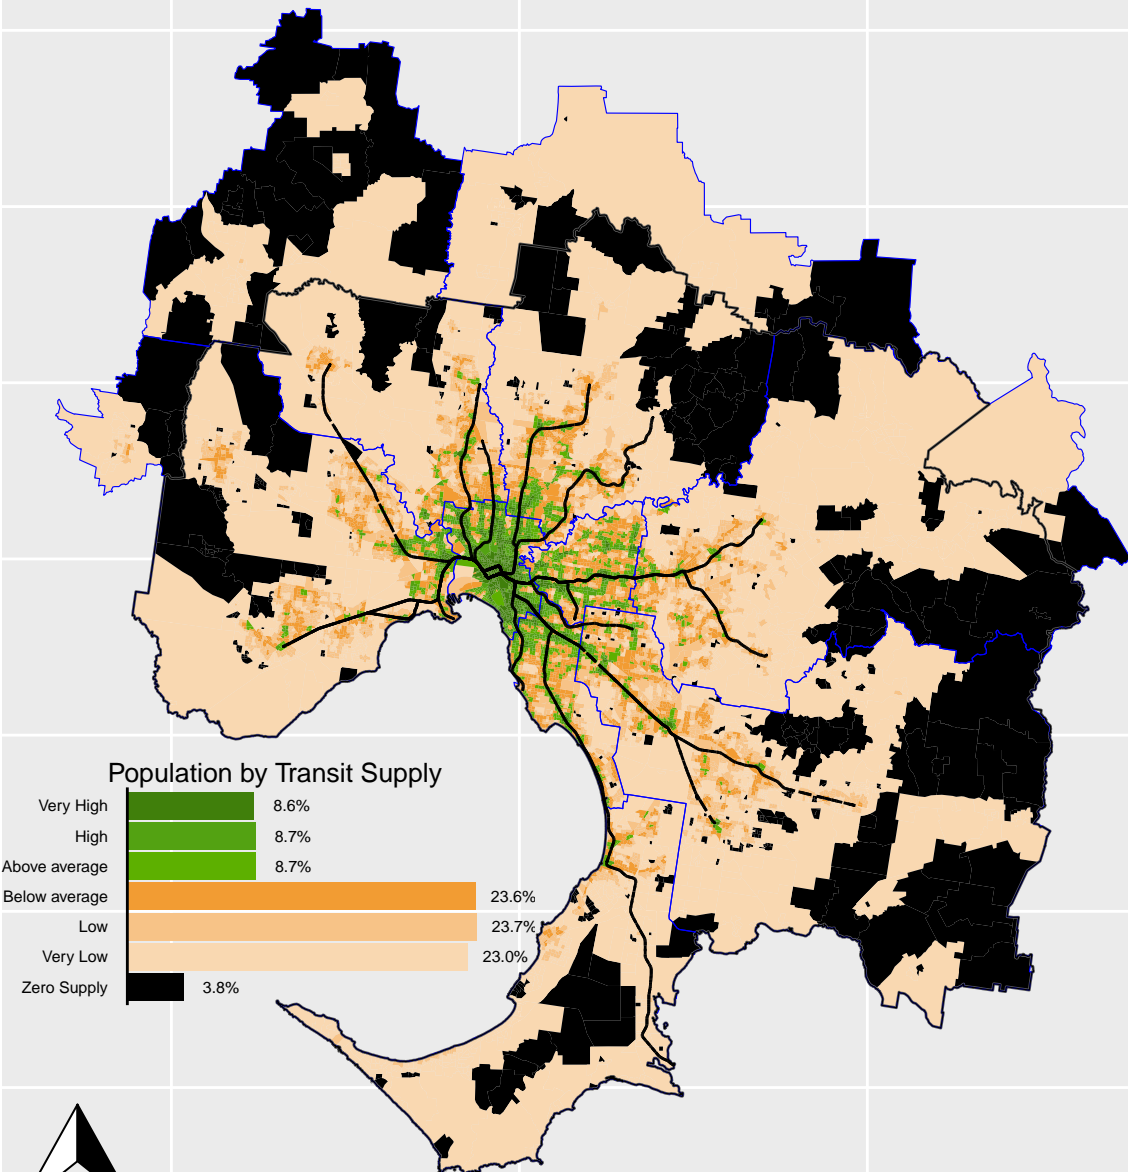 Population by Transit Supply
Very High 8.6%
High 8.7%
Above average 8.7%
Below average 23.6%
Low 23.7%
Very Low 23.0%
Zero Supply 3.8%